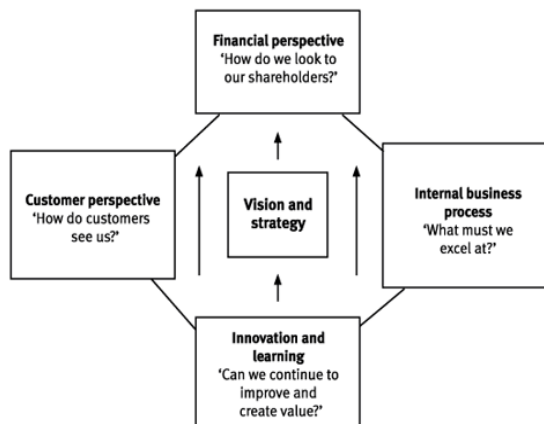 Financial perspective
‘How do we look to
our shareholders?’
Customer perspective
‘How do customers
see us?’
Vision and
strategy
Internal business
process
‘What must we
excel at?’
Innovation and
learning
‘Can we continue to
improve and
create value?’